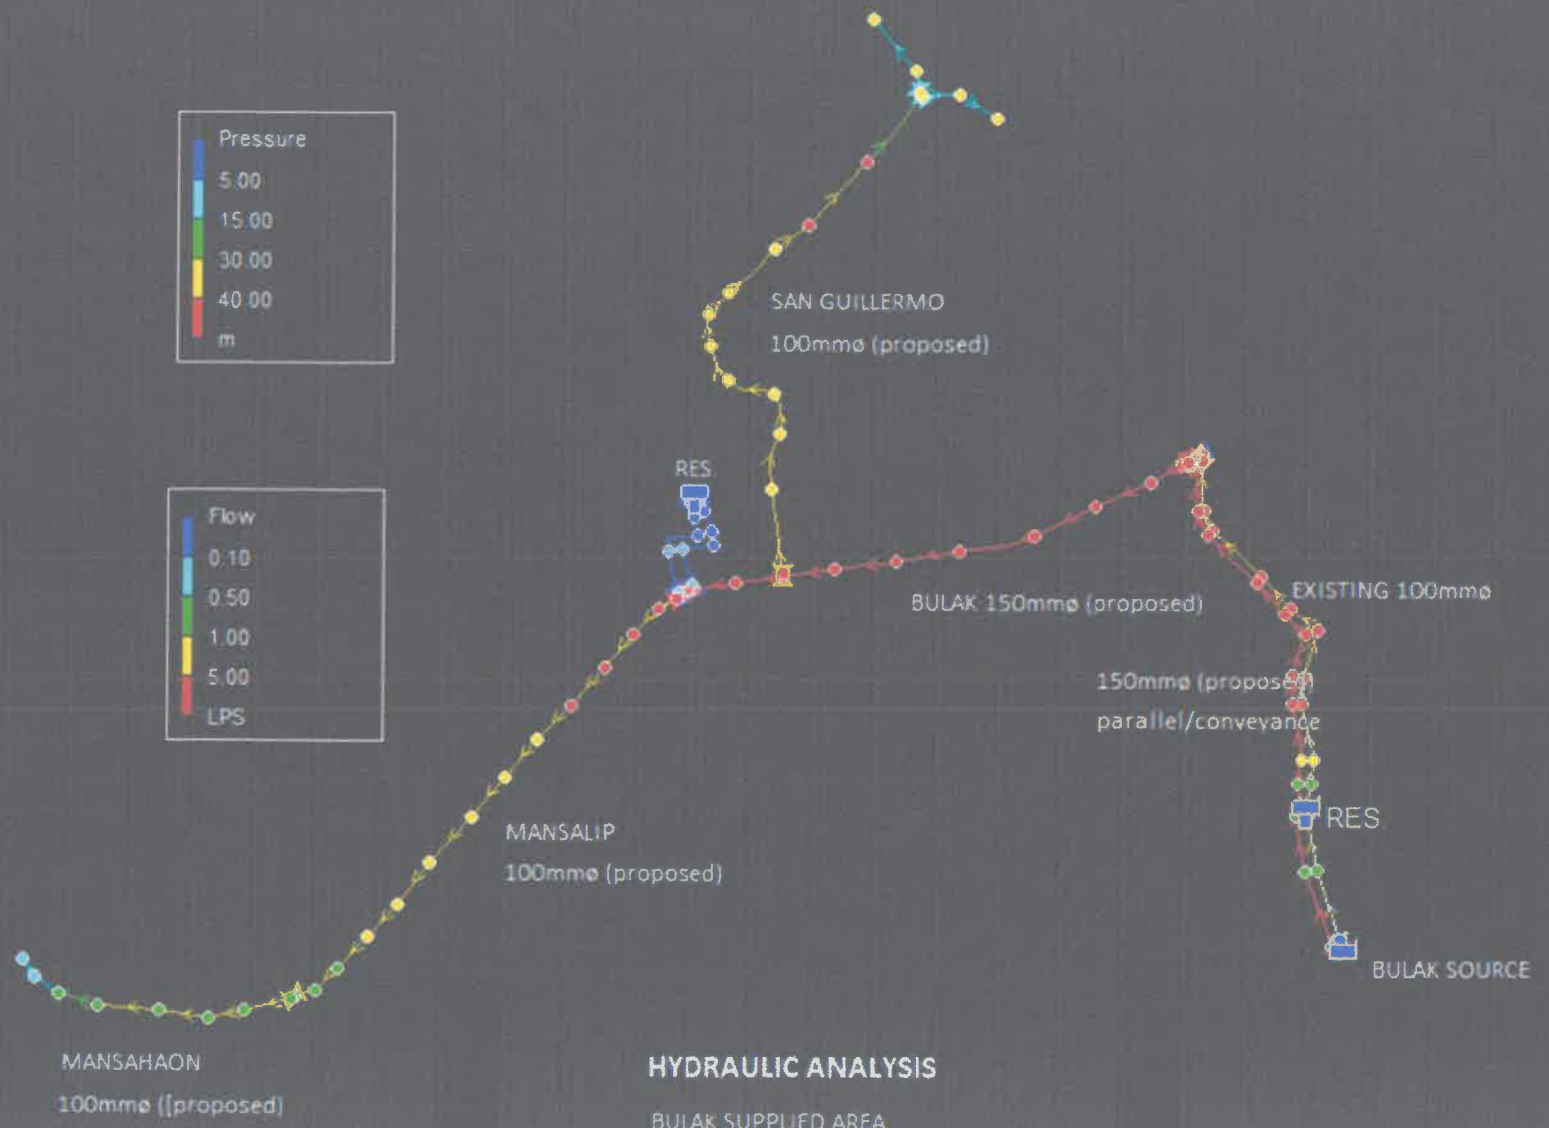 Pressure
5.00
15.00
30.00
40.00
m
SAN GUILLERMO
100mmø (proposed)
RES.
Flow
0.10
0.50
1.00
5.00
LPS
EXISTING 100mmø
BULAK 150mmø (proposed)
150mmø (proposed)
parallel/conveyance
RES
MANSALIP
100mmø (proposed)
BULAK SOURCE
MANSAHAON
100mmø ([proposed)
HYDRAULIC ANALYSIS
BULAK SUPPLIED AREA